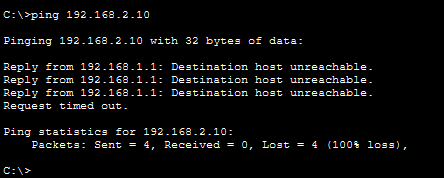 C:\>ping 192.168.2.10
Pinging 192.168.2.10 with 32 bytes of data:
Reply from 192.168.1.1: Destination host unreachable.
Reply from 192.168.1.1: Destination host unreachable.
Reply from 192.168.1.1: Destination host unreachable.
Request timed out.
Ping statistics for 192.168.2.10:
    Packets: Sent = 4, Received = 0, Lost = 4 (100% loss),
C:\>